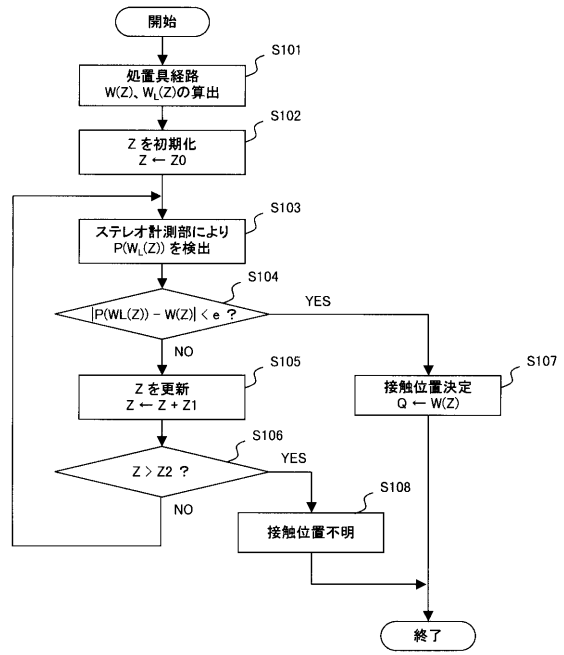 開始
S101
処置具経路
W(Z)、W_L(Z)の算出
S102
Z を初期化
Z ← Z0
S103
ステレオ計測部により
P(W_L(Z)) を検出
S104
|P(WL(Z)) − W(Z)| < e ?
YES
NO
S105
Z を更新
Z ← Z + Z1
S107
接触位置決定
Q ← W(Z)
S106
Z > Z2 ?
YES
NO
S108
接触位置不明
終了